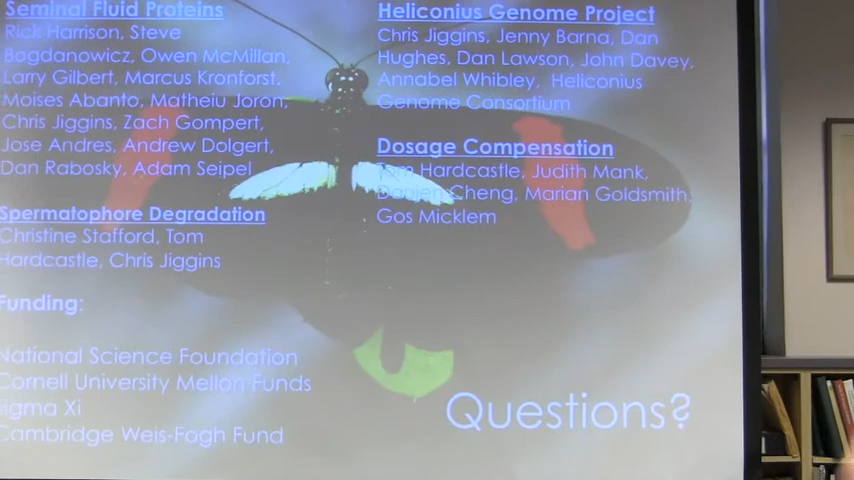 Seminal Fluid Proteins
Rick Harrison, Steve
Bogdanowicz, Owen McMillan,
Larry Gilbert, Marcus Kronforst,
Moises Abanto, Matheiu Joron,
Chris Jiggins, Zach Gompert,
Jose Andres, Andrew Dolgert,
Dan Rabosky, Adam Seipel
Spermatophore Degradation
Christine Stafford, Tom
Hardcastle, Chris Jiggins
Funding:
National Science Foundation
Cornell University Mellon Funds
Sigma Xi
Cambridge Weis-Fogh Fund
Heliconius Genome Project
Chris Jiggins, Jenny Barna, Dan
Hughes, Dan Lawson, John Davey,
Annabel Whibley, Heliconius
Genome Consortium
Dosage Compensation
Tom Hardcastle, Judith Mank,
Damien Cheng, Marian Goldsmith,
Gos Micklem
Questions?